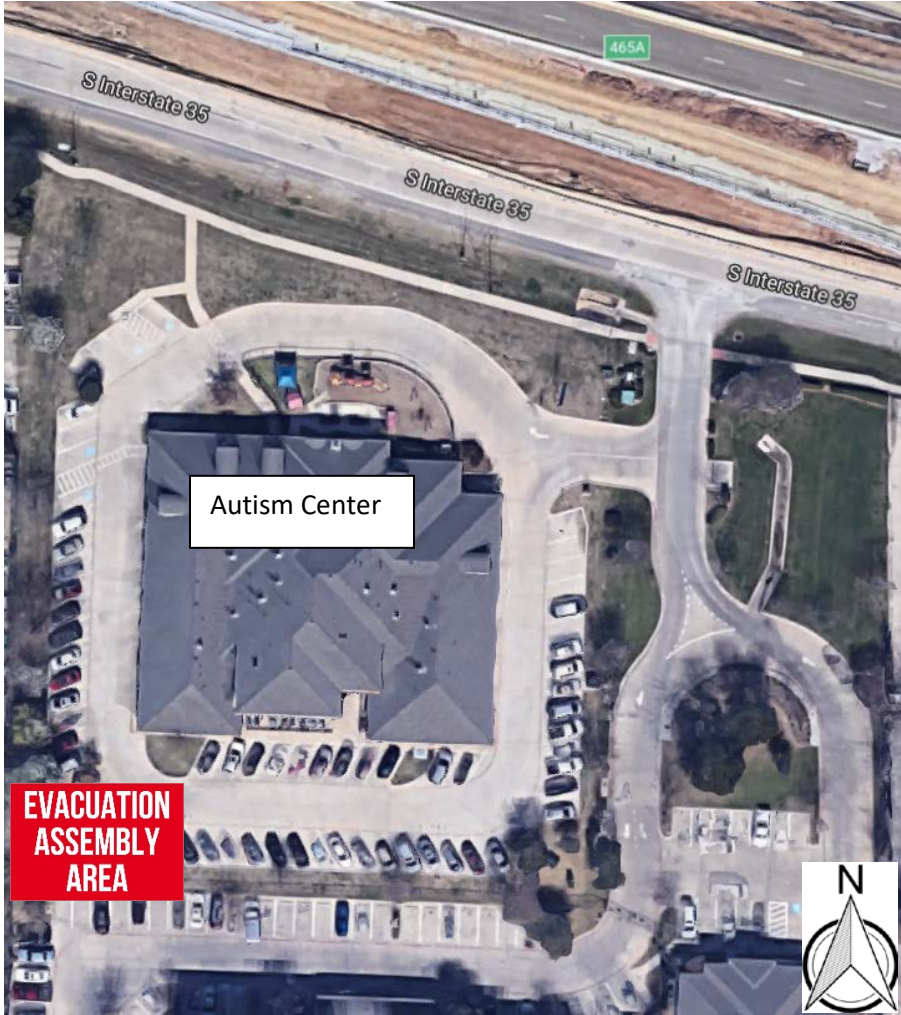 465A
S Interstate 35
S Interstate 35
S Interstate 35
Autism Center
EVACUATION
ASSEMBLY
AREA
N